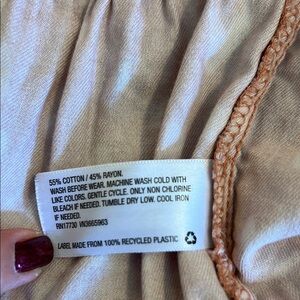 55% COTTON / 45% RAYON.
WASH BEFORE WEAR. MACHINE WASH COLD WITH
LIKE COLORS. GENTLE CYCLE. ONLY NON CHLORINE
BLEACH IF NEEDED. TUMBLE DRY LOW. COOL IRON
IF NEEDED.
RN17730 VN3665963
LABEL MADE FROM 100% RECYCLED PLASTIC